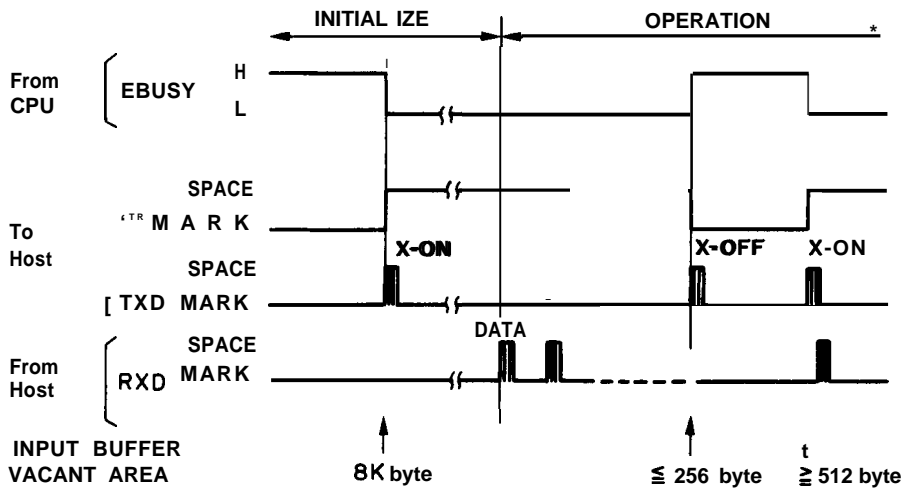 INITIAL IZE OPERATION *
From CPU EBUSY H L
SPACE
‘TR M A R K
To Host
X-ON X-OFF X-ON
SPACE
[ TXD MARK
DATA
SPACE
From Host RXD MARK
INPUT BUFFER VACANT AREA
8K byte ≦ 256 byte t ≧ 512 byte